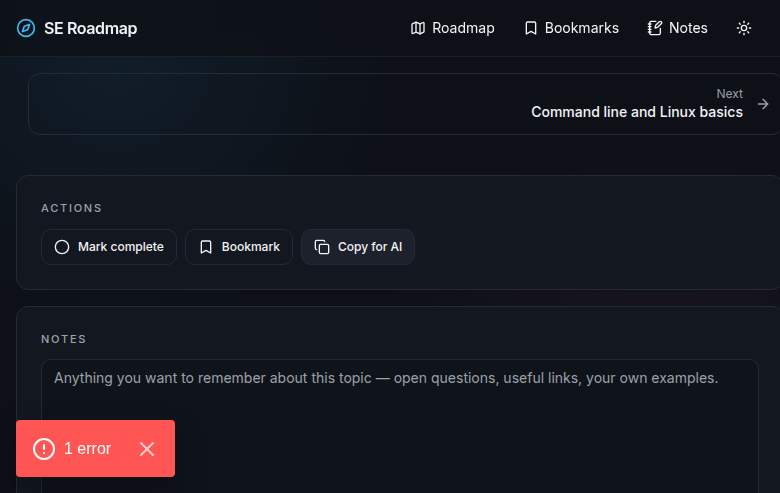 SE Roadmap
Roadmap
Bookmarks
Notes
Next
Command line and Linux basics
ACTIONS
Mark complete
Bookmark
Copy for AI
NOTES
Anything you want to remember about this topic — open questions, useful links, your own examples.
1 error